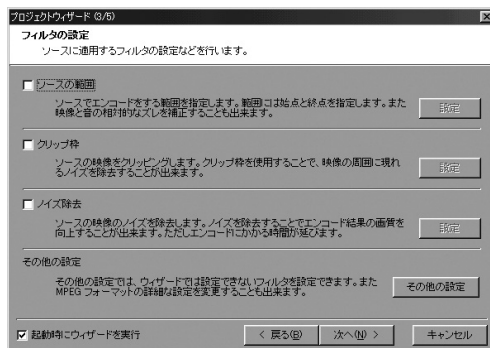 プロジェクトウィザード (3/5)
フィルタの設定
ソースに適用するフィルタの設定などを行います。
ソースの範囲
ソースでエンコードをする範囲を指定します。範囲には始点と終点を指定します。また
映像と音の相対的なズレを補正することも出来ます。
設定
クリップ枠
ソースの映像をクリッピングします。クリップ枠を使用することで、映像の周囲に現れ
るノイズを除去することが出来ます。
設定
ノイズ除去
ソースの映像のノイズを除去します。ノイズを除去することでエンコード結果の画質を
向上することが出来ます。ただしエンコードにかかる時間が延びます。
設定
その他の設定
その他の設定では、ウィザードでは設定できないフィルタを設定できます。また
MPEG フォーマットの詳細な設定を変更することも出来ます。
その他の設定
起動時にウィザードを実行
< 戻る(B)
次へ(N) >
キャンセル